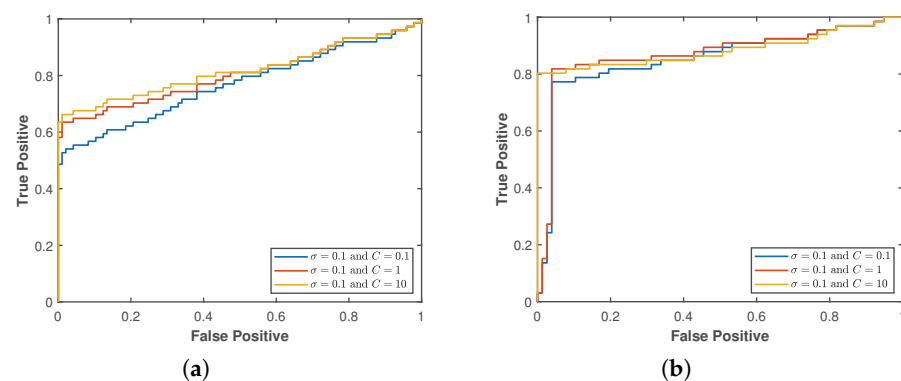 1
0.8
0.6
0.4
0.2
0
True Positive
0 0.2 0.4 0.6 0.8 1
False Positive
σ = 0.1 and C = 0.1
σ = 0.1 and C = 1
σ = 0.1 and C = 10
(a)
1
0.8
0.6
0.4
0.2
0
True Positive
0 0.2 0.4 0.6 0.8 1
False Positive
σ = 0.1 and C = 0.1
σ = 0.1 and C = 1
σ = 0.1 and C = 10
(b)